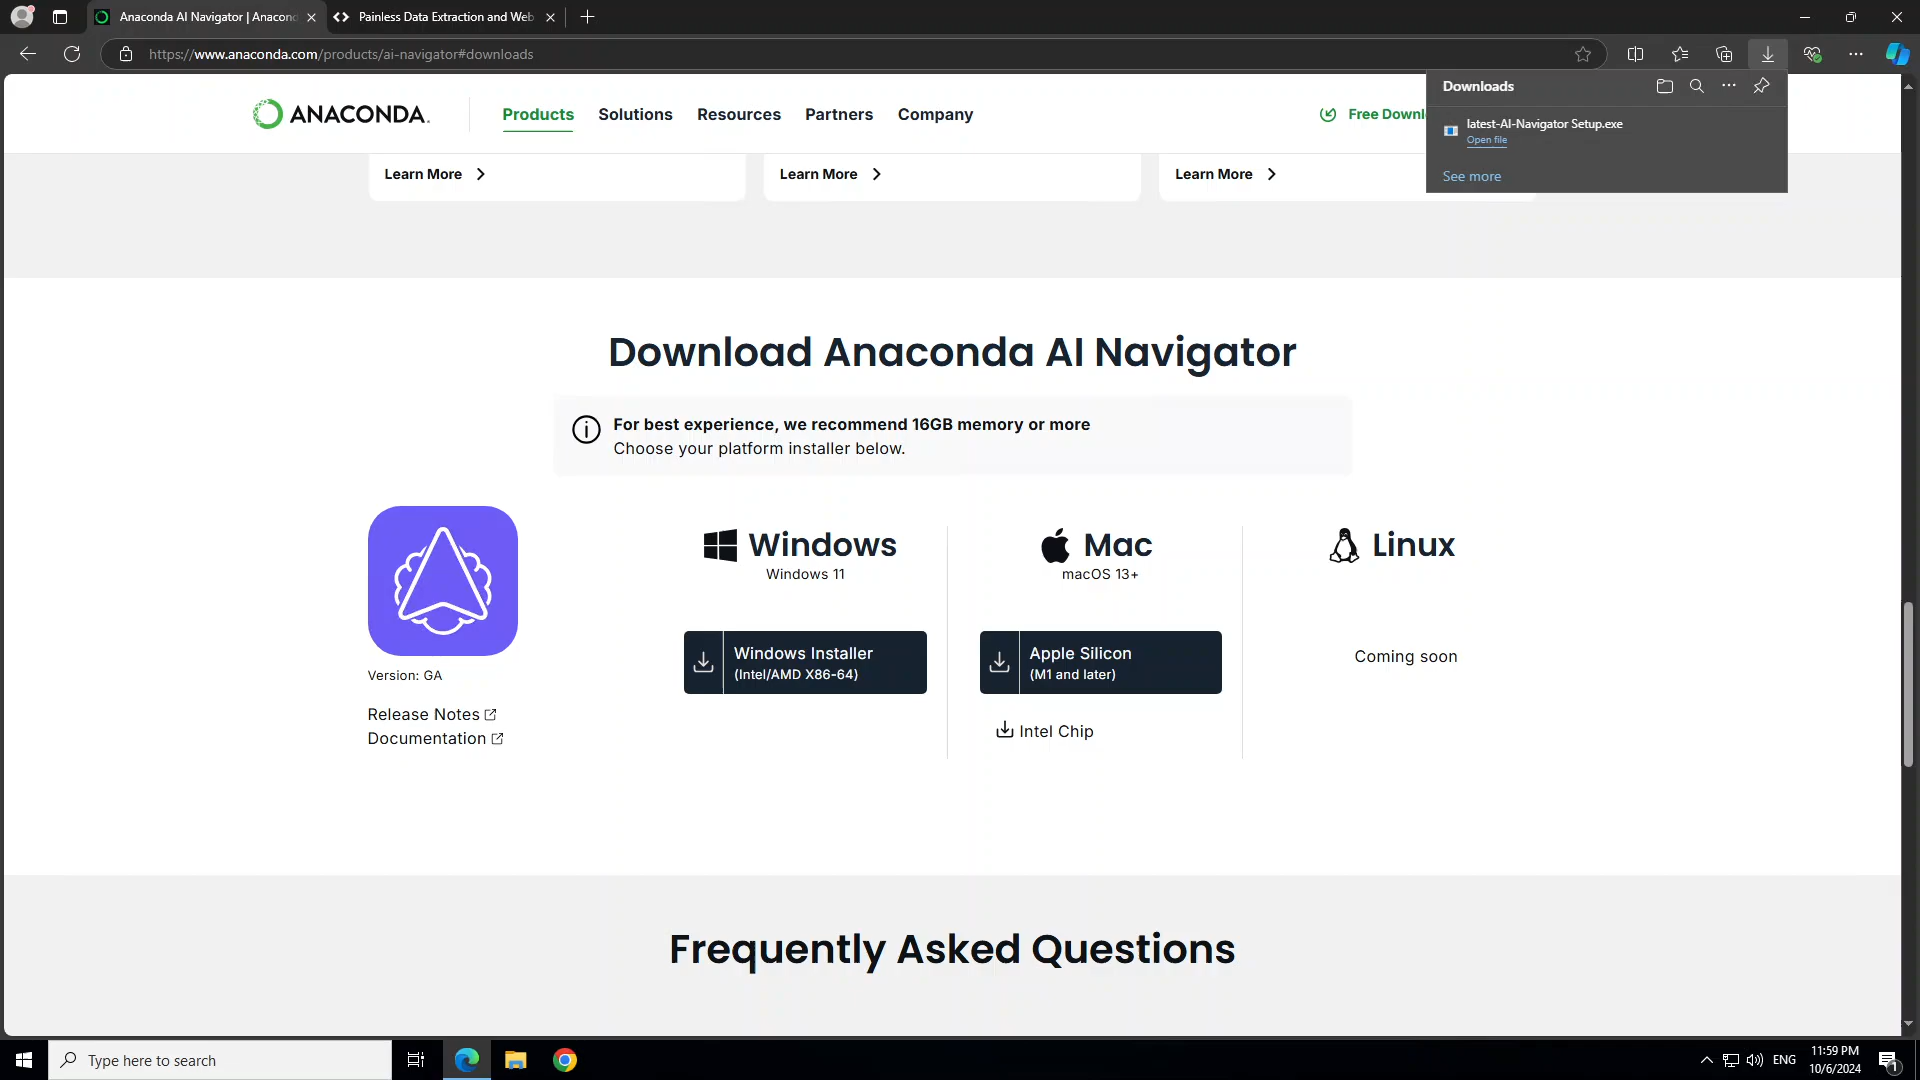 Anaconda AI Navigator | Anacond
Painless Data Extraction and Web
https://www.anaconda.com/products/ai-navigator#downloads
Downloads
latest-AI-Navigator Setup.exe
Open file
See more
ANACONDA.
Products
Solutions
Resources
Partners
Company
Free Downl
Learn More
Learn More
Learn More
Download Anaconda AI Navigator
For best experience, we recommend 16GB memory or more
Choose your platform installer below.
Version: GA
Release Notes
Documentation
Windows
Windows 11
Windows Installer
(Intel/AMD X86-64)
Mac
macOS 13+
Apple Silicon
(M1 and later)
Intel Chip
Linux
Coming soon
Frequently Asked Questions
Type here to search
ENG
11:59 PM
10/6/2024
1